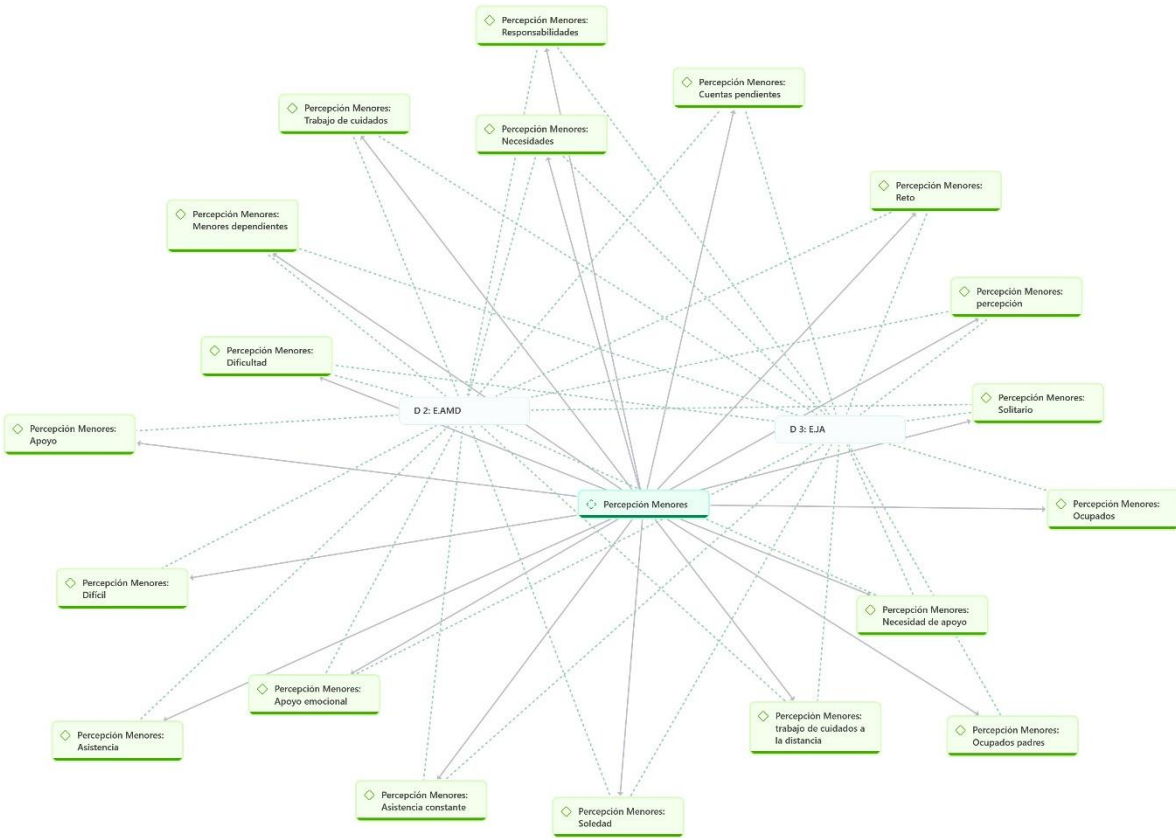 Percepción Menores:
Responsabilidades
Percepción Menores:
Cuentas pendientes
Percepción Menores:
Trabajo de cuidados
Percepción Menores:
Necesidades
Percepción Menores:
Reto
Percepción Menores:
Menores dependientes
Percepción Menores:
percepción
Percepción Menores:
Dificultad
Percepción Menores:
Solitario
D 2: E.AMD
D 3: E.JA
Percepción Menores:
Apoyo
Percepción Menores
Percepción Menores:
Ocupados
Percepción Menores:
Difícil
Percepción Menores:
Necesidad de apoyo
Percepción Menores:
Apoyo emocional
Percepción Menores:
trabajo de cuidados a
la distancia
Percepción Menores:
Ocupados padres
Percepción Menores:
Asistencia
Percepción Menores:
Asistencia constante
Percepción Menores:
Soledad